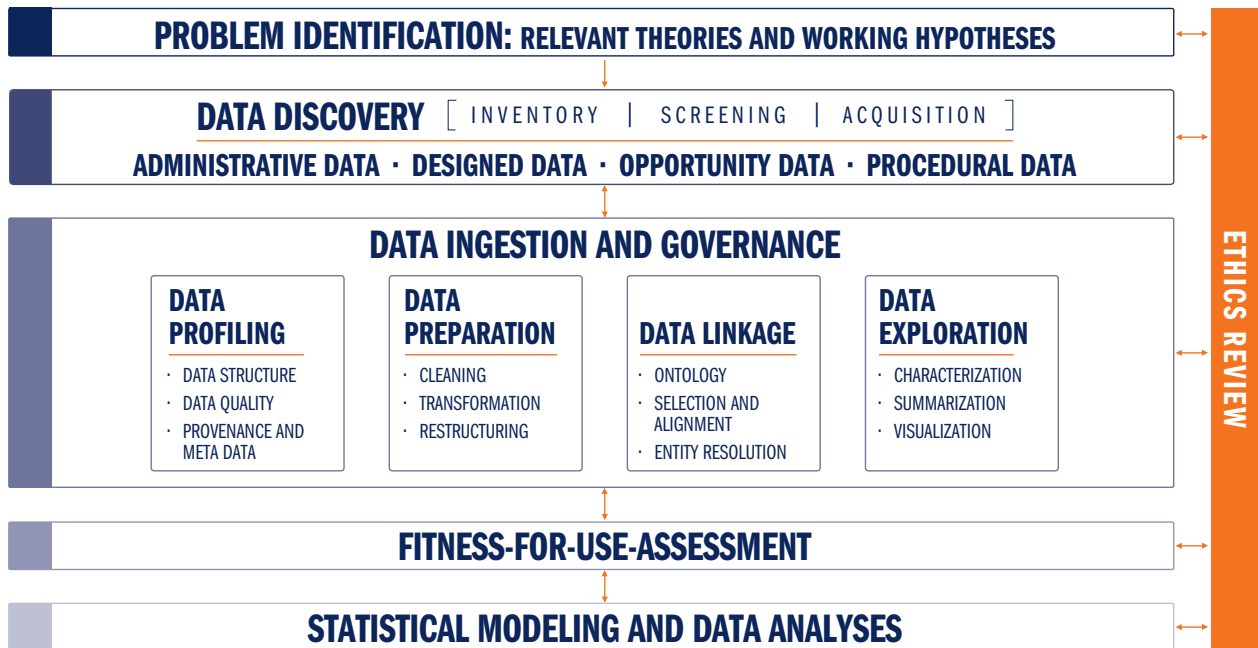 PROBLEM IDENTIFICATION: RELEVANT THEORIES AND WORKING HYPOTHESES
DATA DISCOVERY [ INVENTORY | SCREENING | ACQUISITION ]
ADMINISTRATIVE DATA · DESIGNED DATA · OPPORTUNITY DATA · PROCEDURAL DATA
DATA INGESTION AND GOVERNANCE
DATA
PROFILING
· DATA STRUCTURE
· DATA QUALITY
· PROVENANCE AND
META DATA
DATA
PREPARATION
· CLEANING
· TRANSFORMATION
· RESTRUCTURING
DATA LINKAGE
· ONTOLOGY
· SELECTION AND
ALIGNMENT
· ENTITY RESOLUTION
DATA
EXPLORATION
· CHARACTERIZATION
· SUMMARIZATION
· VISUALIZATION
FITNESS-FOR-USE-ASSESSMENT
STATISTICAL MODELING AND DATA ANALYSES
ETHICS REVIEW